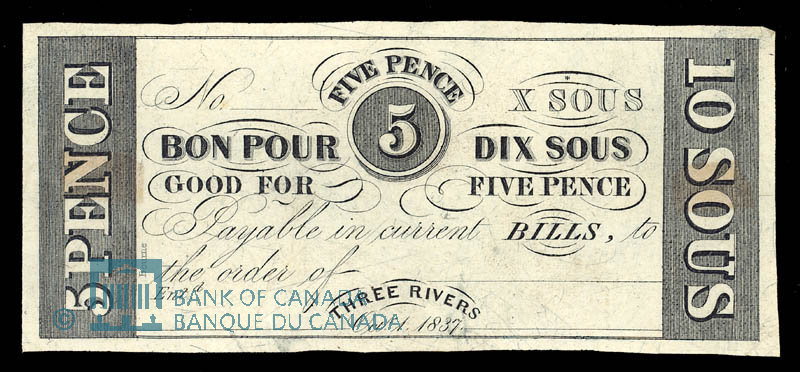 5 PENCE
FIVE PENCE
No. X SOUS
5
BON POUR DIX SOUS
GOOD FOR FIVE PENCE
Payable in current BILLS, to
the order of
Ent.d
THREE RIVERS
1837.
10 SOUS
© BANK OF CANADA
BANQUE DU CANADA